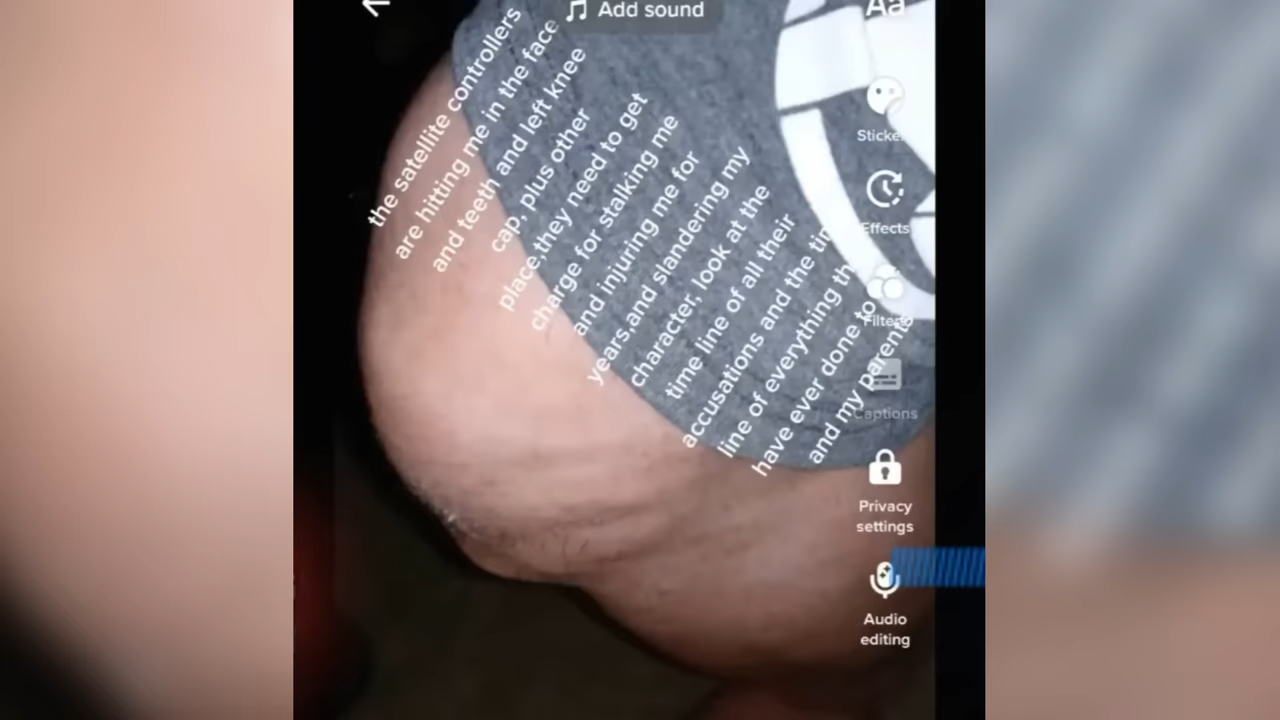 Add sound
Aa
the satellite controllers
are hitting me in the face
and teeth and left knee
cap, plus other
place,they need to get
charge for stalking me
and injuring me for
years,and slandering my
character, look at the
time line of all their
accusations and the
line of everything
have ever done to
and my parents
Effects
Captions
Privacy
settings
Audio
editing